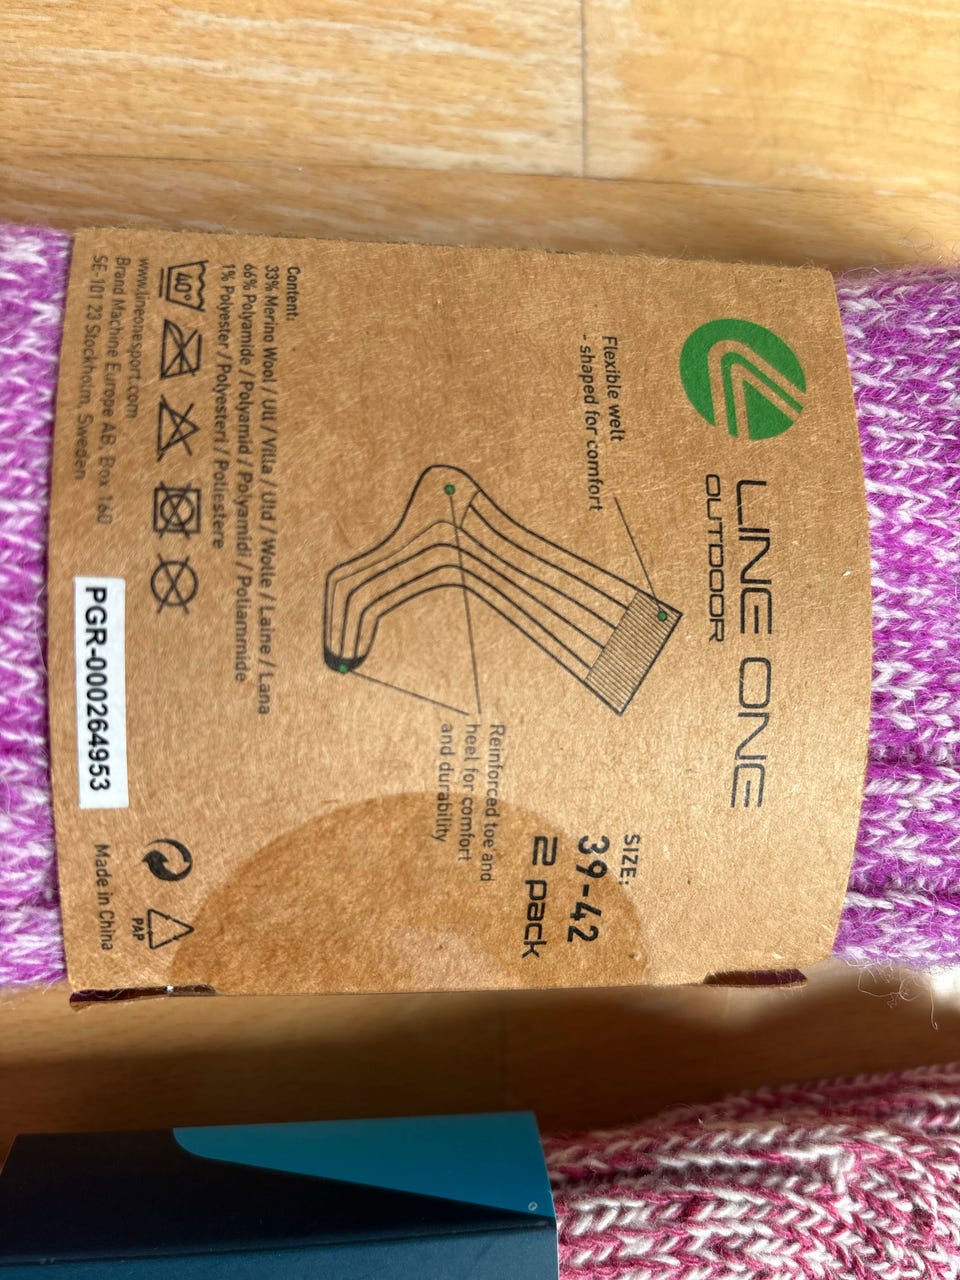 LINE ONE
OUTDOOR
Flexible welt
- shaped for comfort
SIZE:
39-42
2 pack
Reinforced toe and
heel for comfort
and durability
Content:
33% Merino Wool / Ull / Villa / Uld / Wolle / Laine / Lana
66% Polyamide / Polyamid / Polyamidi / Poliammide
1% Polyester / Polyesteri / Poliestere
40°
www.lineonesport.com
Brand Machine Europe AB, Box 160
SE-101 23 Stockholm, Sweden
PGR-000264953
PAP
Made in China